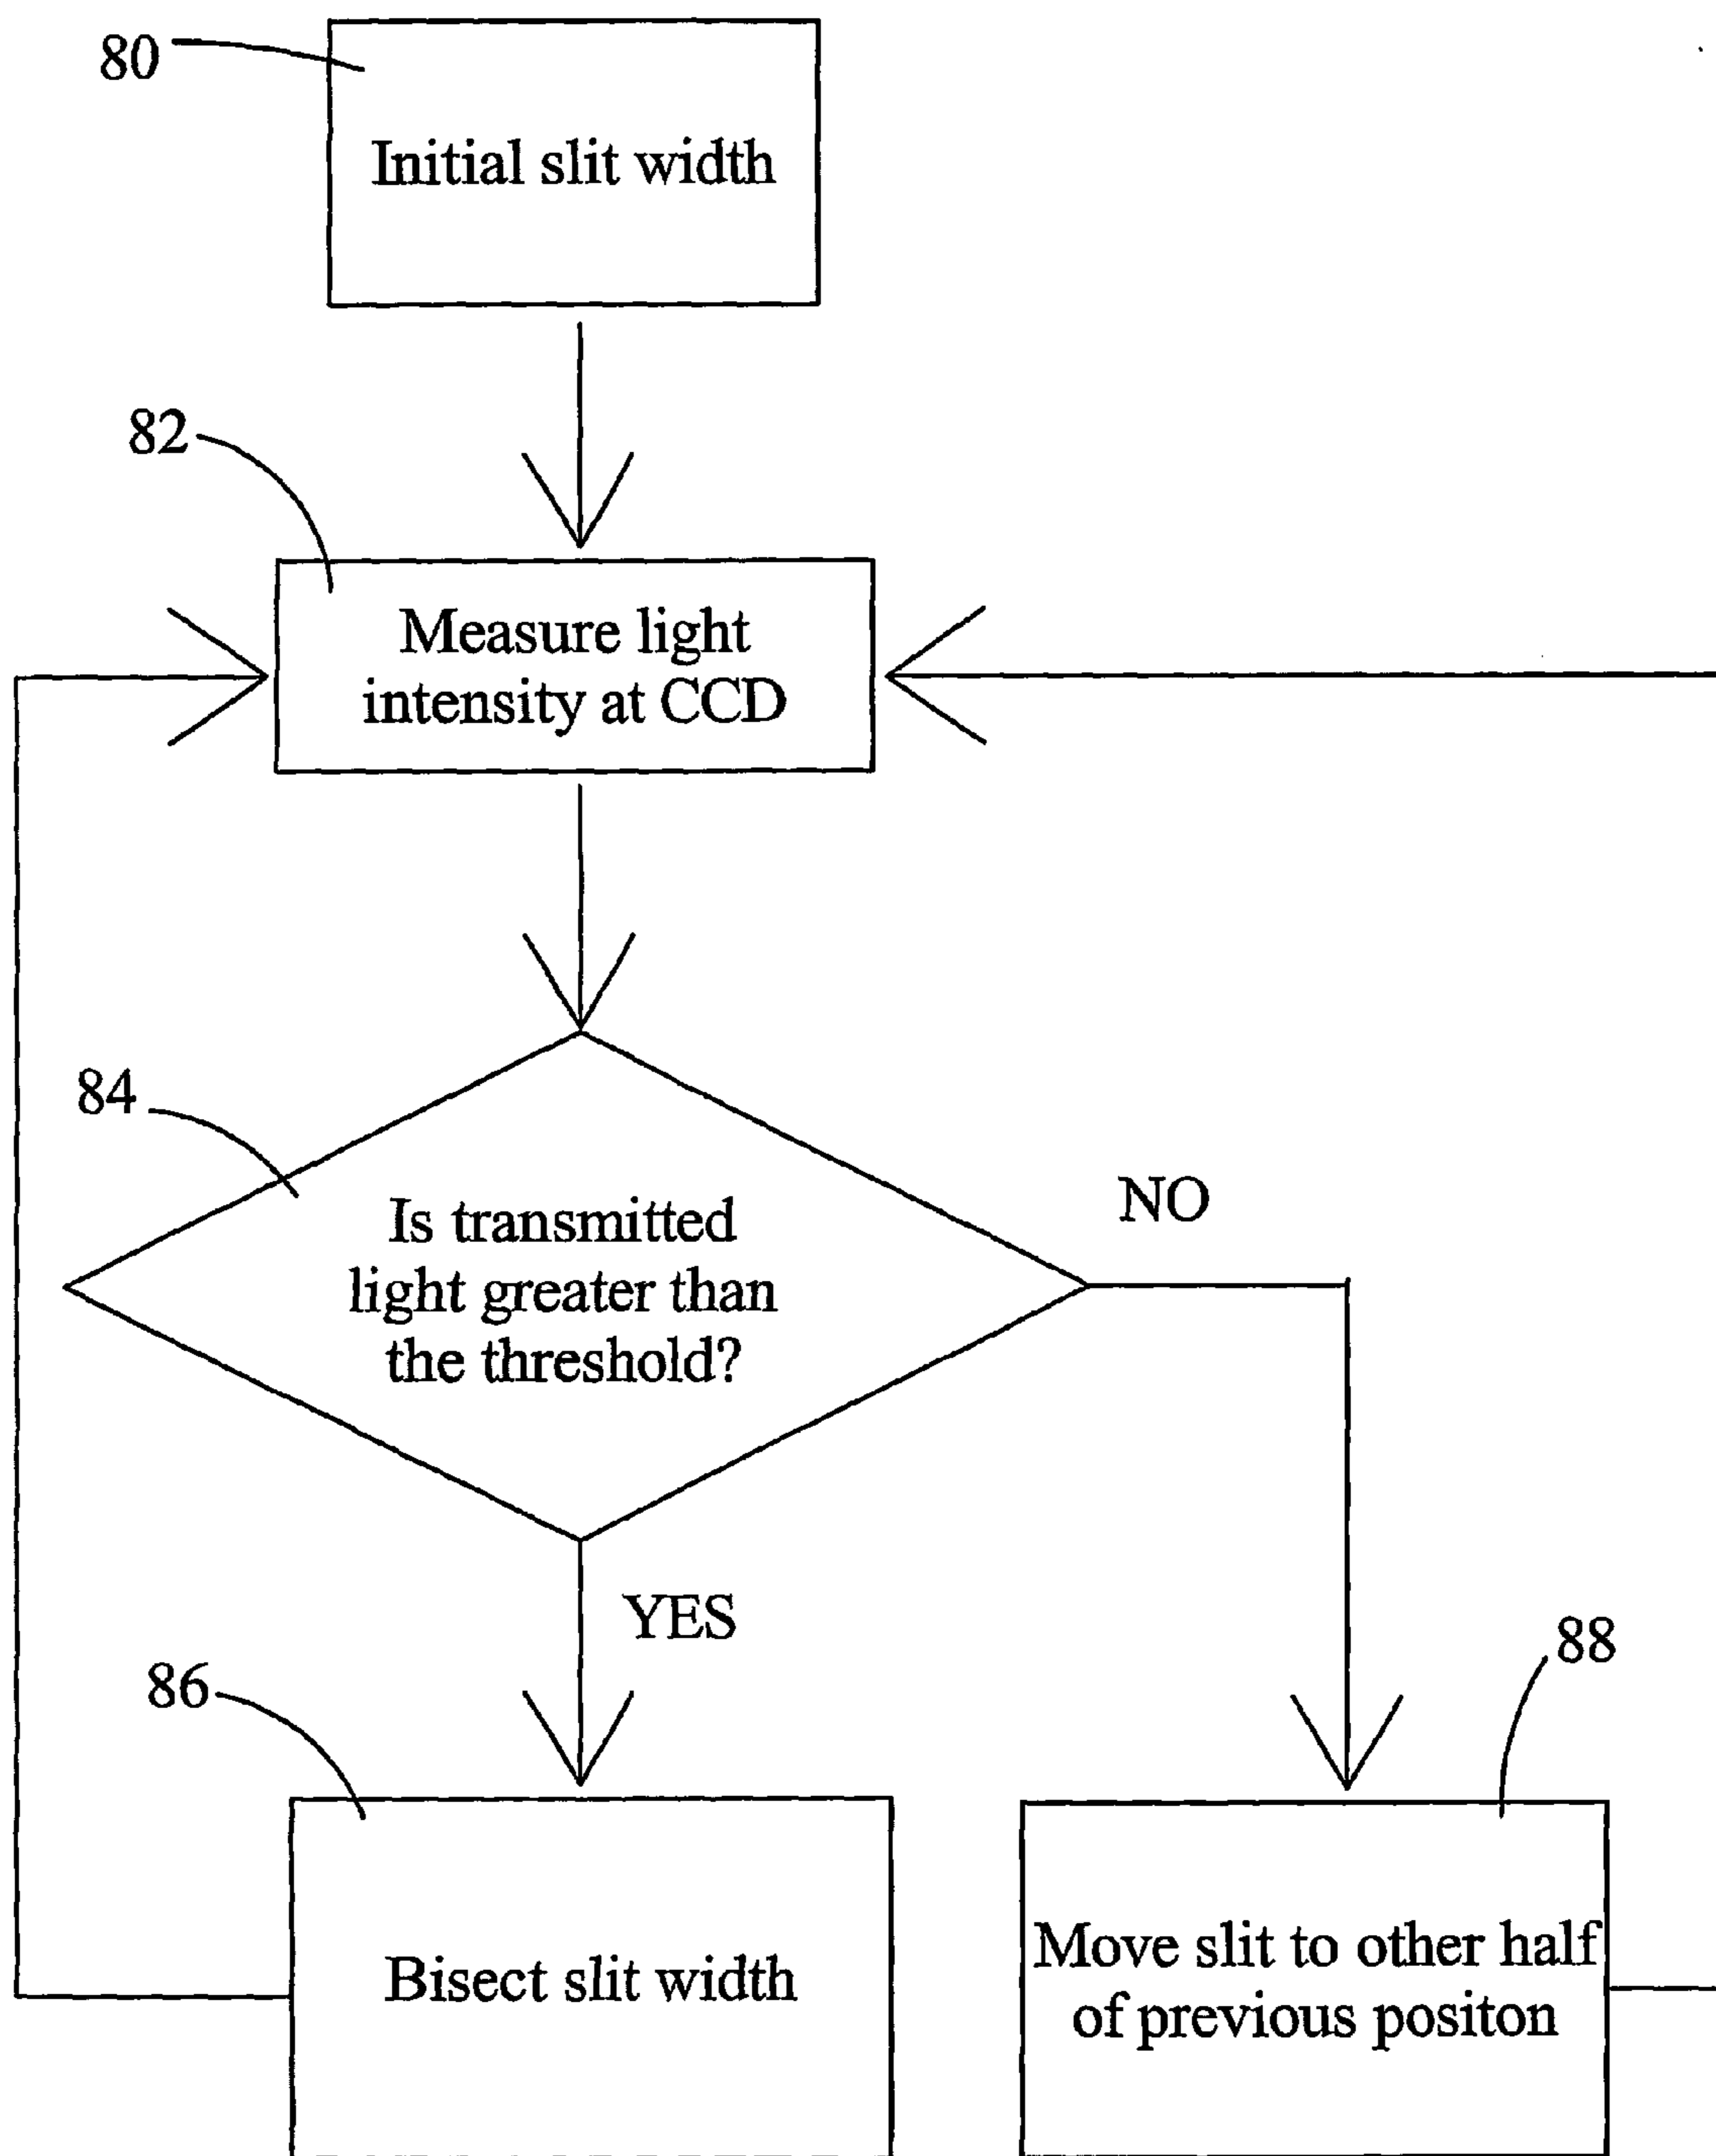 80
Initial slit width
82
Measure light
intensity at CCD
84
Is transmitted
light greater than
the threshold?
NO
YES
86
88
Bisect slit width
Move slit to other half
of previous positon